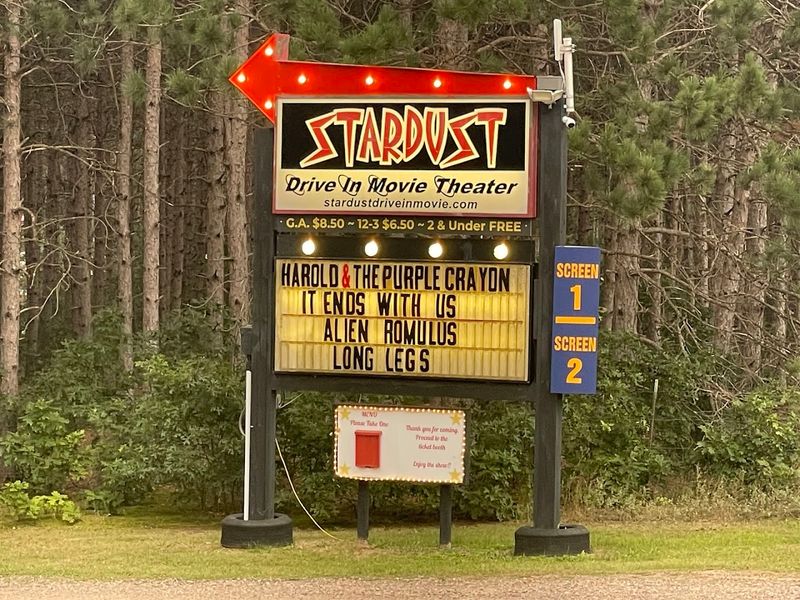 STARDUST
Drive In Movie Theater
stardustdriveinmovie.com
G.A. $8.50 ~ 12-3 $6.50 ~ 2 & Under FREE
HAROLD & THE PURPLE CRAYON
IT ENDS WITH US
ALIEN ROMULUS
LONG LEGS
SCREEN
1
SCREEN
2
MENU
Please Take One
Thank you for coming.
Proceed to the
ticket booth
Enjoy the show!!